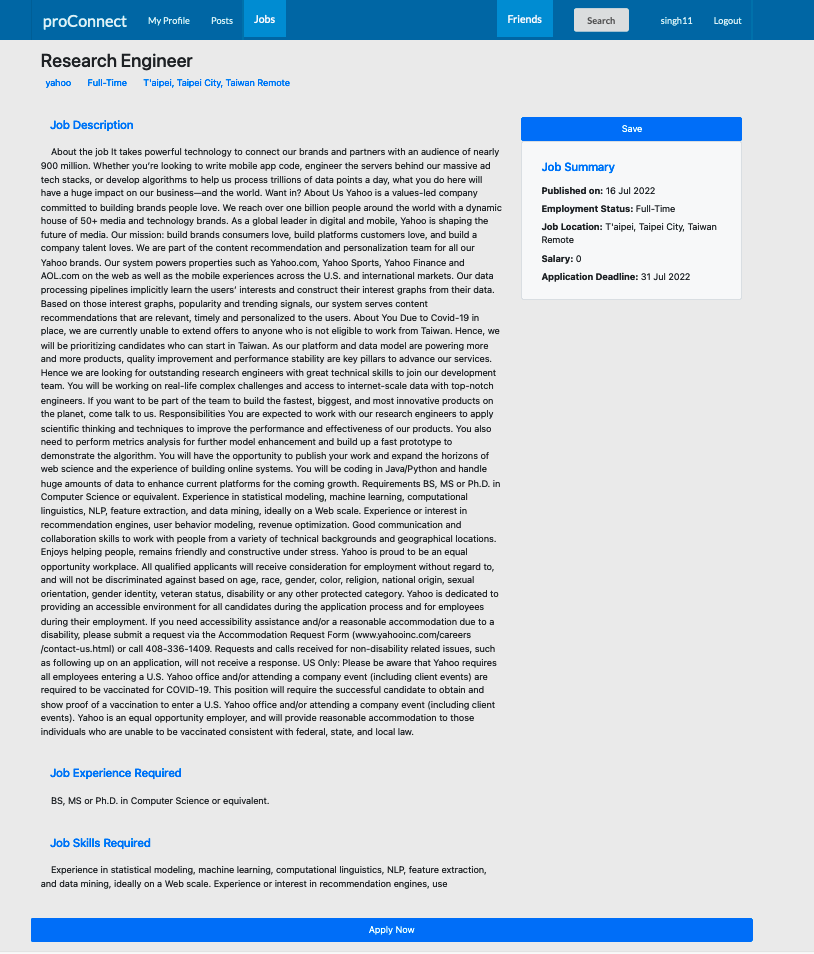 proConnect
My Profile
Posts
Jobs
Friends
Search
singh11
Logout
Research Engineer
yahoo
Full-Time
T'aipei, Taipei City, Taiwan Remote
Job Description
About the job It takes powerful technology to connect our brands and partners with an audience of nearly
900 million. Whether you're looking to write mobile app code, engineer the servers behind our massive ad
tech stacks, or develop algorithms to help us process trillions of data points a day, what you do here will
have a huge impact on our business—and the world. Want in? About Us Yahoo is a values-led company
committed to building brands people love. We reach over one billion people around the world with a dynamic
house of 50+ media and technology brands. As a global leader in digital and mobile, Yahoo is shaping the
future of media. Our mission: build brands consumers love, build platforms customers love, and build a
company talent loves. We are part of the content recommendation and personalization team for all our
Yahoo brands. Our system powers properties such as Yahoo.com, Yahoo Sports, Yahoo Finance and
AOL.com on the web as well as the mobile experiences across the U.S. and international markets. Our data
processing pipelines implicitly learn the users' interests and construct their interest graphs from their data.
Based on those interest graphs, popularity and trending signals, our system serves content
recommendations that are relevant, timely and personalized to the users. About You Due to Covid-19 in
place, we are currently unable to extend offers to anyone who is not eligible to work from Taiwan. Hence, we
will be prioritizing candidates who can start in Taiwan. As our platform and data model are powering more
and more products, quality improvement and performance stability are key pillars to advance our services.
Hence we are looking for outstanding research engineers with great technical skills to join our development
team. You will be working on real-life complex challenges and access to internet-scale data with top-notch
engineers. If you want to be part of the team to build the fastest, biggest, and most innovative products on
the planet, come talk to us. Responsibilities You are expected to work with our research engineers to apply
scientific thinking and techniques to improve the performance and effectiveness of our products. You also
need to perform metrics analysis for further model enhancement and build up a fast prototype to
demonstrate the algorithm. You will have the opportunity to publish your work and expand the horizons of
web science and the experience of building online systems. You will be coding in Java/Python and handle
huge amounts of data to enhance current platforms for the coming growth. Requirements BS, MS or Ph.D. in
Computer Science or equivalent. Experience in statistical modeling, machine learning, computational
linguistics, NLP, feature extraction, and data mining, ideally on a Web scale. Experience or interest in
recommendation engines, user behavior modeling, revenue optimization. Good communication and
collaboration skills to work with people from a variety of technical backgrounds and geographical locations.
Enjoys helping people, remains friendly and constructive under stress. Yahoo is proud to be an equal
opportunity workplace. All qualified applicants will receive consideration for employment without regard to,
and will not be discriminated against based on age, race, gender, color, religion, national origin, sexual
orientation, gender identity, veteran status, disability or any other protected category. Yahoo is dedicated to
providing an accessible environment for all candidates during the application process and for employees
during their employment. If you need accessibility assistance and/or a reasonable accommodation due to a
disability, please submit a request via the Accommodation Request Form (www.yahooinc.com/careers
/contact-us.html) or call 408-336-1409. Requests and calls received for non-disability related issues, such
as following up on an application, will not receive a response. US Only: Please be aware that Yahoo requires
all employees entering a U.S. Yahoo office and/or attending a company event (including client events) are
required to be vaccinated for COVID-19. This position will require the successful candidate to obtain and
show proof of a vaccination to enter a U.S. Yahoo office and/or attending a company event (including client
events). Yahoo is an equal opportunity employer, and will provide reasonable accommodation to those
individuals who are unable to be vaccinated consistent with federal, state, and local law.
Job Experience Required
BS, MS or Ph.D. in Computer Science or equivalent.
Job Skills Required
Experience in statistical modeling, machine learning, computational linguistics, NLP, feature extraction,
and data mining, ideally on a Web scale. Experience or interest in recommendation engines, use
Save
Job Summary
Published on: 16 Jul 2022
Employment Status: Full-Time
Job Location: T'aipei, Taipei City, Taiwan
Remote
Salary: 0
Application Deadline: 31 Jul 2022
Apply Now